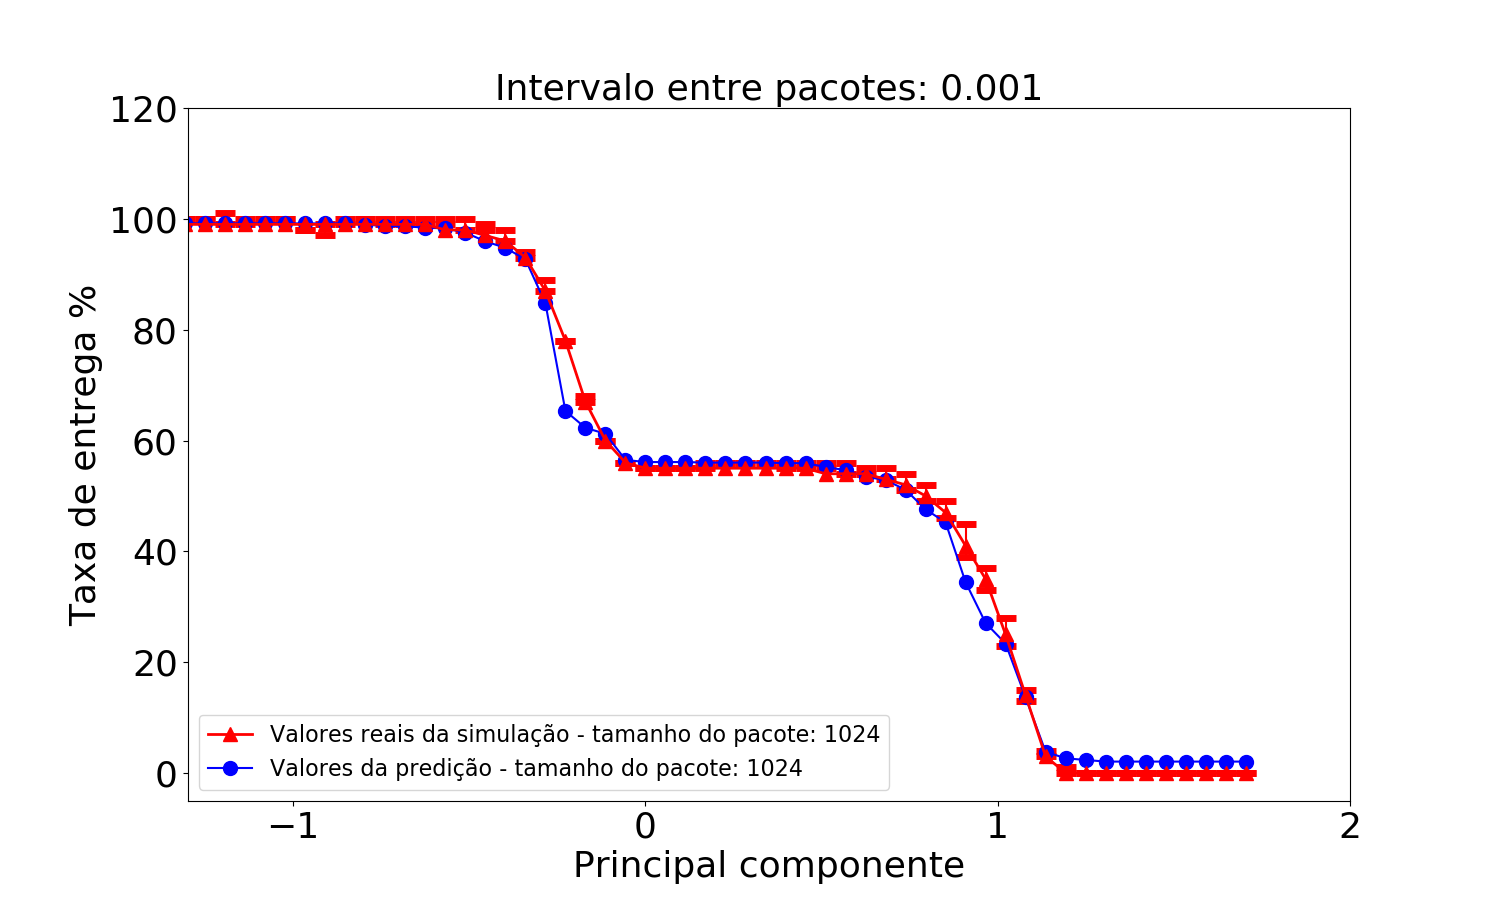 Intervalo entre pacotes: 0.001
120
100
80
60
40
20
0
Taxa de entrega %
Valores reais da simulação - tamanho do pacote: 1024
Valores da predição - tamanho do pacote: 1024
−1
0
1
2
Principal componente